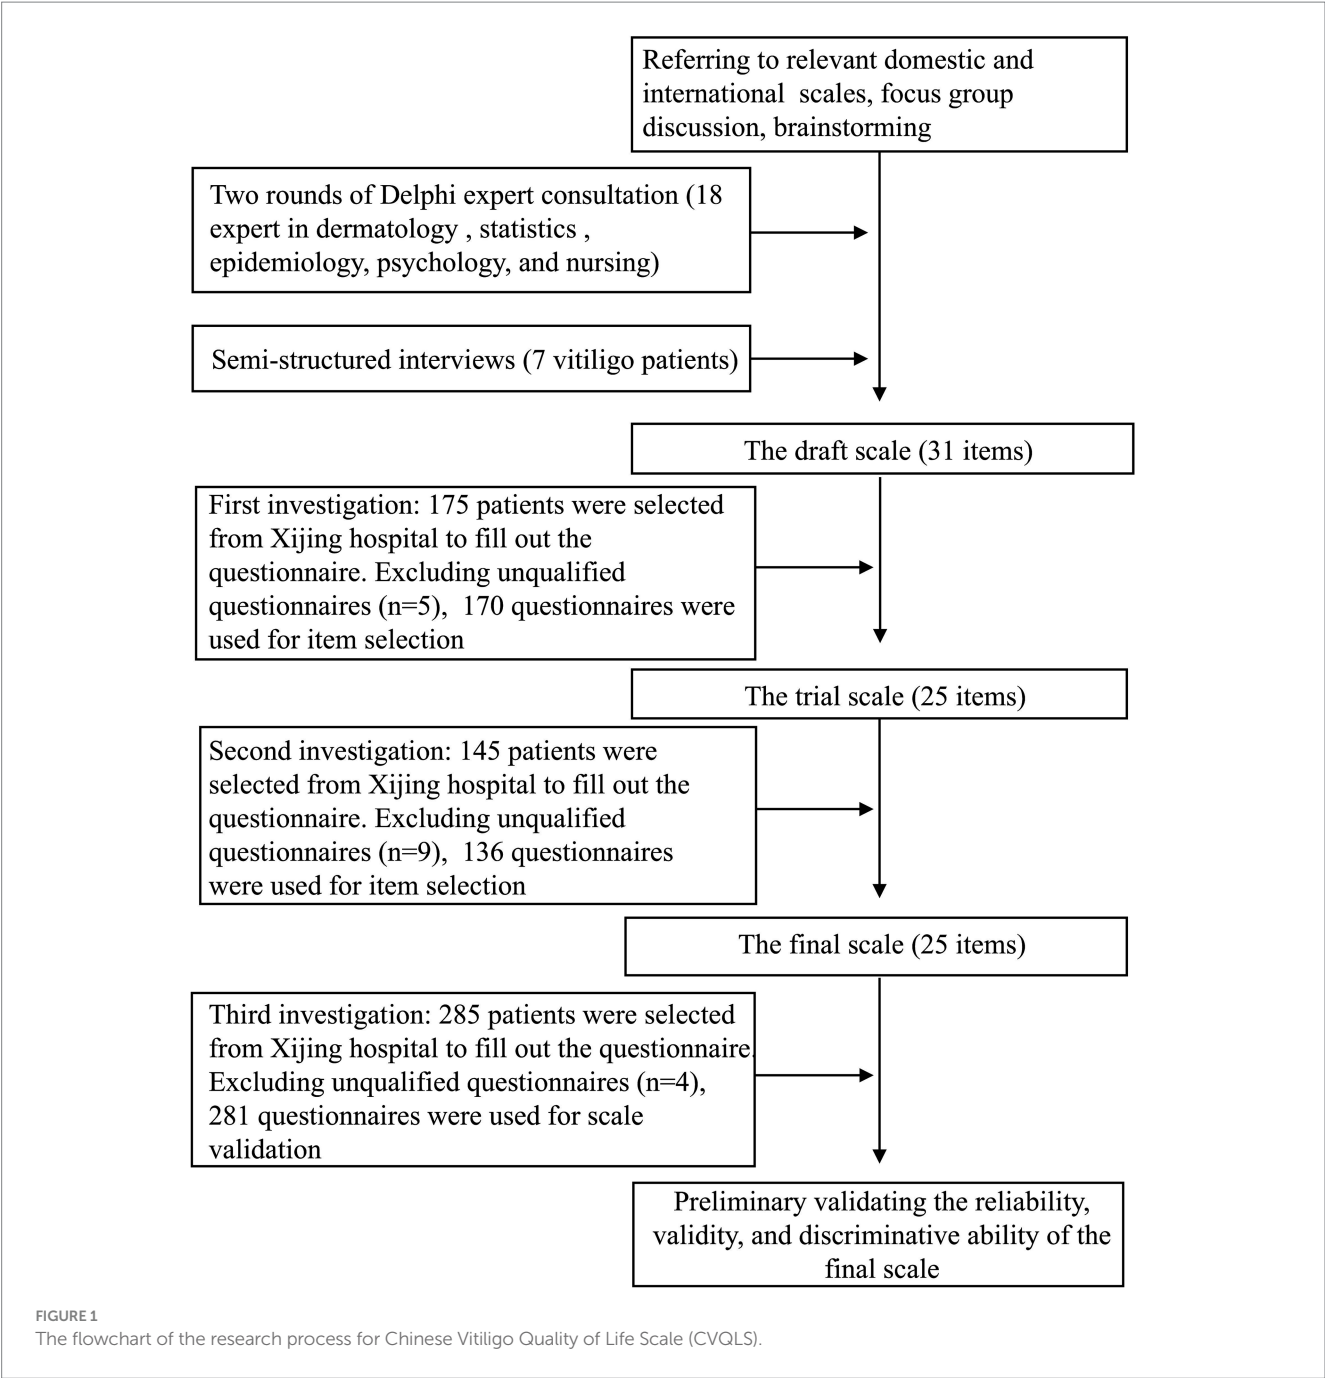 Referring to relevant domestic and
international scales, focus group
discussion, brainstorming
Two rounds of Delphi expert consultation (18
expert in dermatology , statistics ,
epidemiology, psychology, and nursing)
Semi-structured interviews (7 vitiligo patients)
The draft scale (31 items)
First investigation: 175 patients were selected
from Xijing hospital to fill out the
questionnaire. Excluding unqualified
questionnaires (n=5), 170 questionnaires were
used for item selection
The trial scale (25 items)
Second investigation: 145 patients were
selected from Xijing hospital to fill out the
questionnaire. Excluding unqualified
questionnaires (n=9), 136 questionnaires
were used for item selection
The final scale (25 items)
Third investigation: 285 patients were selected
from Xijing hospital to fill out the questionnaire.
Excluding unqualified questionnaires (n=4),
281 questionnaires were used for scale
validation
Preliminary validating the reliability,
validity, and discriminative ability of the
final scale
FIGURE 1
The flowchart of the research process for Chinese Vitiligo Quality of Life Scale (CVQLS).